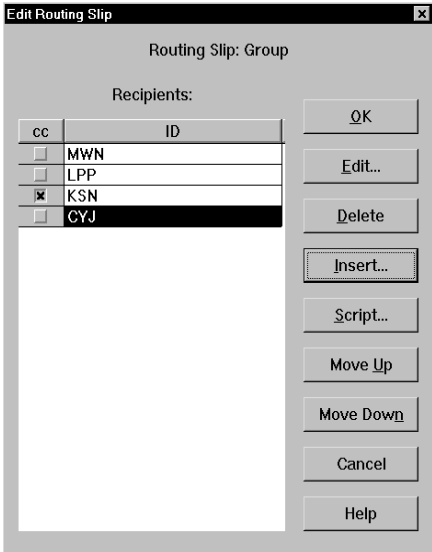 Edit Routing Slip
Routing Slip: Group
Recipients:
cc ID
MWN
LPP
KSN
CYJ
OK
Edit...
Delete
Insert...
Script...
Move Up
Move Down
Cancel
Help